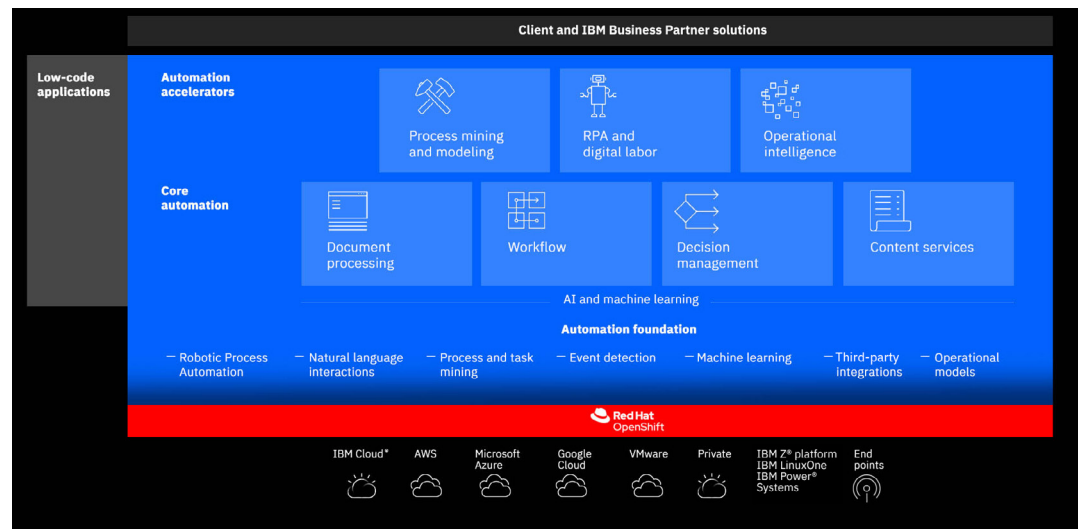 Client and IBM Business Partner solutions
Low-code
applications
Automation
accelerators
Process mining
and modeling
RPA and
digital labor
Operational
intelligence
Core
automation
Document
processing
Workflow
Decision
management
Content services
AI and machine learning
Automation foundation
— Robotic Process
Automation
— Natural language
interactions
— Process and task
mining
— Event detection
— Machine learning
— Third-party
integrations
— Operational
models
Red Hat
OpenShift
IBM Cloud*
AWS
Microsoft
Azure
Google
Cloud
VMware
Private
IBM Z® platform
IBM LinuxOne
IBM Power®
Systems
End
points